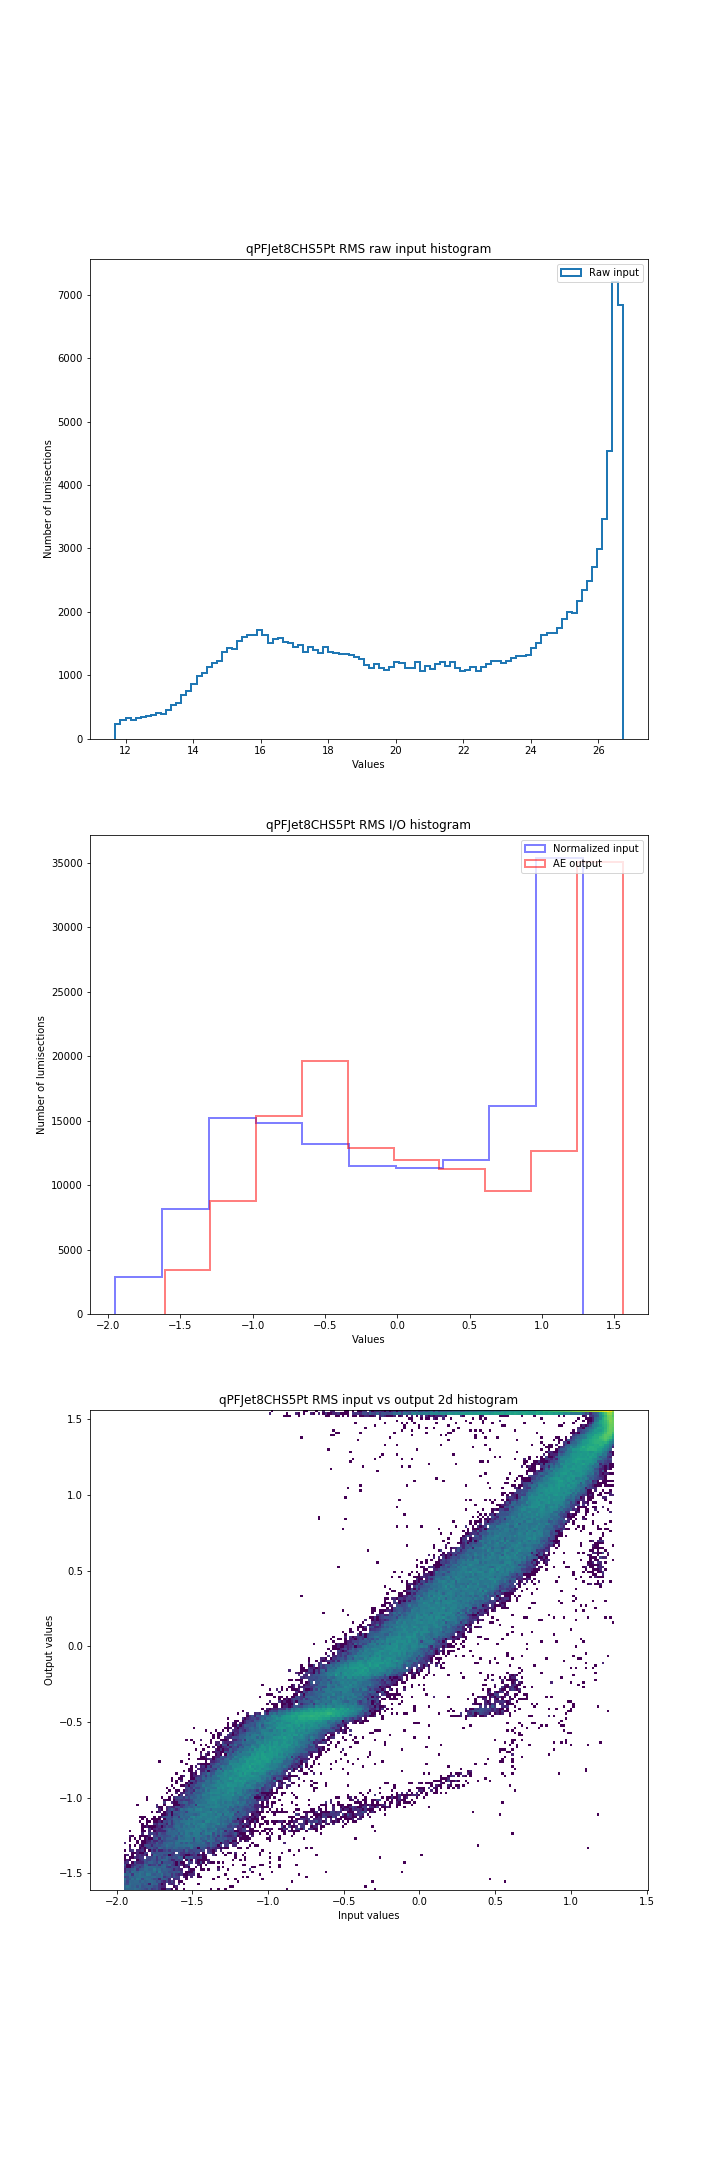 qPFJet8CHS5Pt RMS raw input histogram
Raw input
7000
6000
5000
4000
3000
2000
1000
0
Number of lumisections
12 14 16 18 20 22 24 26
Values
qPFJet8CHS5Pt RMS I/O histogram
Normalized input
AE output
35000
30000
25000
20000
15000
10000
5000
0
Number of lumisections
−2.0 −1.5 −1.0 −0.5 0.0 0.5 1.0 1.5
Values
qPFJet8CHS5Pt RMS input vs output 2d histogram
1.5
1.0
0.5
0.0
−0.5
−1.0
−1.5
Output values
−2.0 −1.5 −1.0 −0.5 0.0 0.5 1.0 1.5
Input values